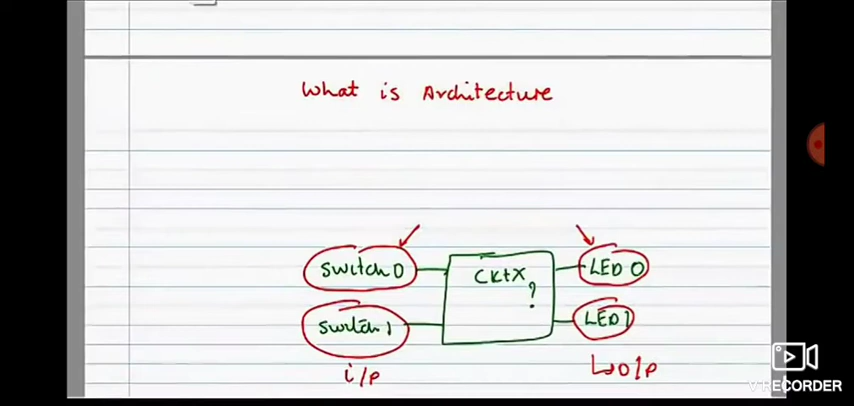 What is Architecture
Switch 0
CktX
?
LED 0
Switch 1
LED 1
i/p
↳ o/p
V RECORDER